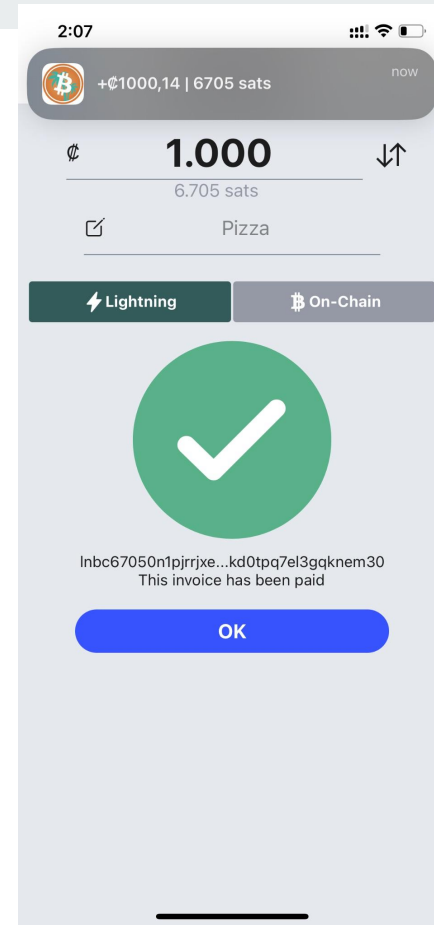 2:07
now
+₡1000,14 | 6705 sats
₡ 1.000
6.705 sats
Pizza
Lightning
On-Chain
lnbc67050n1pjrrjxe...kd0tpq7el3gqknem30
This invoice has been paid
OK